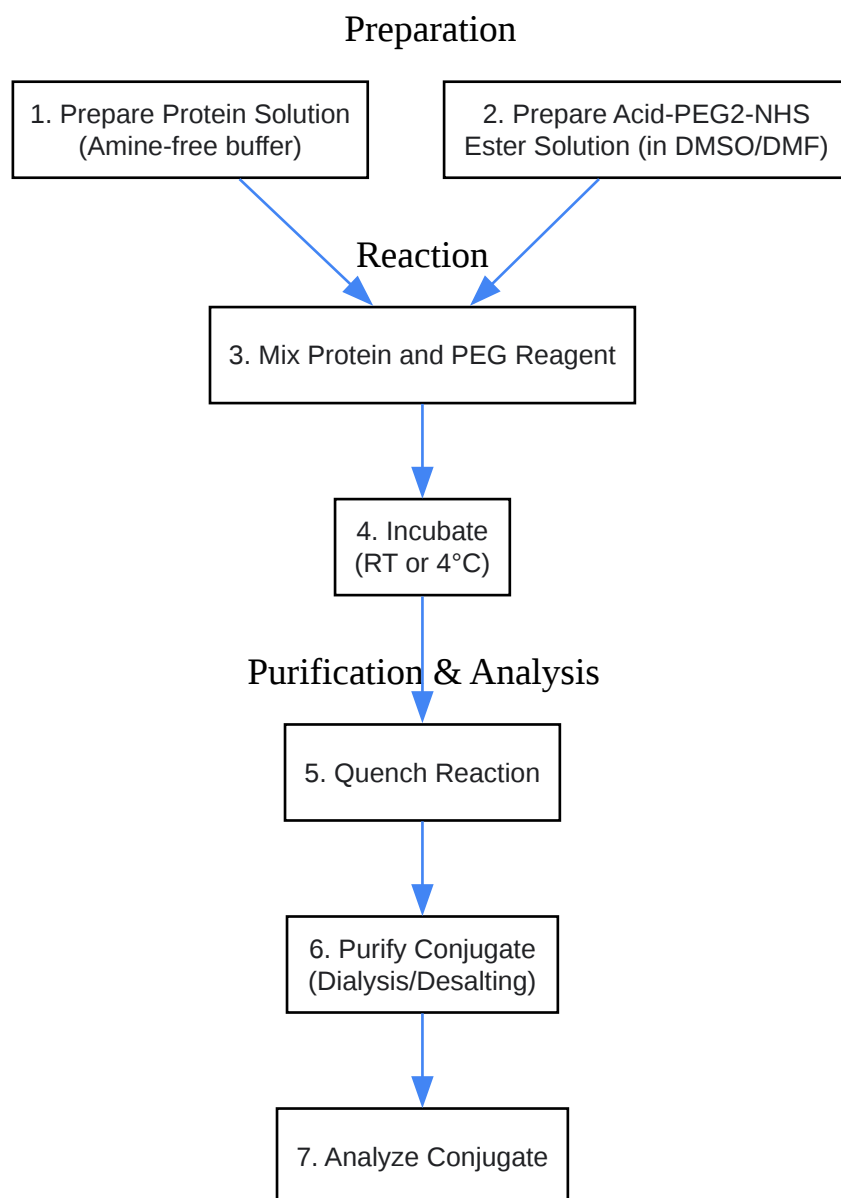 Preparation
1. Prepare Protein Solution
(Amine-free buffer)
2. Prepare Acid-PEG2-NHS
Ester Solution (in DMSO/DMF)
Reaction
3. Mix Protein and PEG Reagent
4. Incubate
(RT or 4°C)
Purification & Analysis
5. Quench Reaction
6. Purify Conjugate
(Dialysis/Desalting)
7. Analyze Conjugate